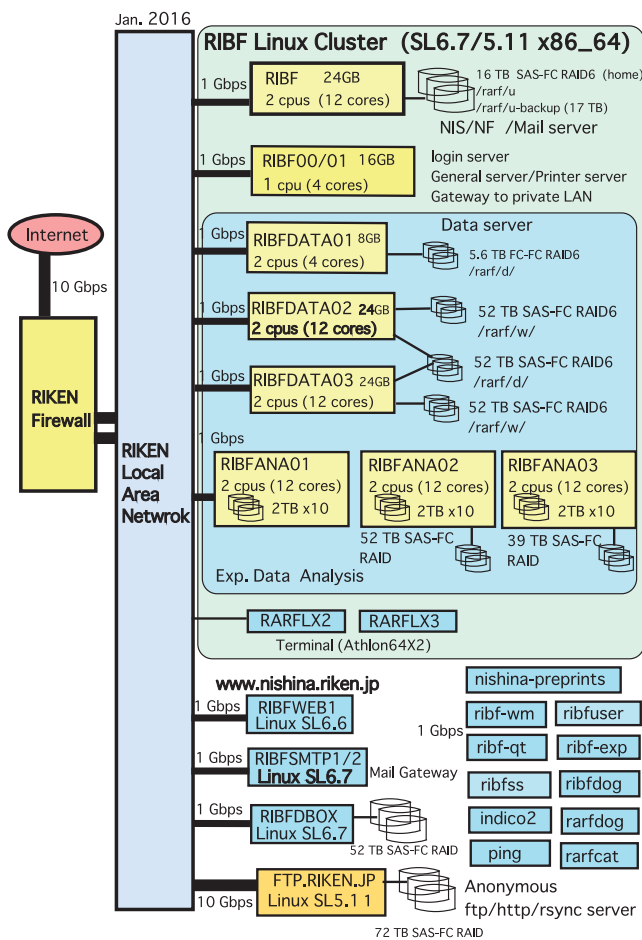 Jan. 2016
RIBF Linux Cluster (SL6.7/5.11 x86_64)
1 Gbps
RIBF 24GB
2 cpus (12 cores)
16 TB SAS-FC RAID6 (home)
/rarf/u
/rarf/u-backup (17 TB)
NIS/NF /Mail server
1 Gbps
RIBF00/01 16GB
1 cpu (4 cores)
login server
General server/Printer server
Gateway to private LAN
Data server
Internet
10 Gbps
RIKEN
Firewall
RIKEN
Local
Area
Netwrok
1 Gbps
RIBFDATA01 8GB
2 cpus (4 cores)
5.6 TB FC-FC RAID6
/rarf/d/
1 Gbps
RIBFDATA02 24GB
2 cpus (12 cores)
52 TB SAS-FC RAID6
/rarf/w/
52 TB SAS-FC RAID6
/rarf/d/
1 Gbps
RIBFDATA03 24GB
2 cpus (12 cores)
52 TB SAS-FC RAID6
/rarf/w/
1 Gbps
RIBFANA01
2 cpus (12 cores)
2TB x10
RIBFANA02
2 cpus (12 cores)
2TB x10
RIBFANA03
2 cpus (12 cores)
2TB x10
52 TB SAS-FC
RAID
39 TB SAS-FC
RAID
Exp. Data Analysis
RARFLX2
RARFLX3
Terminal (Athlon64X2)
www.nishina.riken.jp
1 Gbps
RIBFWEB1
Linux SL6.6
1 Gbps
RIBFSMTP1/2
Linux SL6.7
Mail Gateway
1 Gbps
RIBFDBOX
Linux SL6.7
52 TB SAS-FC RAID
10 Gbps
FTP.RIKEN.JP
Linux SL5.11
72 TB SAS-FC RAID
Anonymous
ftp/http/rsync server
1 Gbps
nishina-preprints
ribf-wm
ribfuser
ribf-qt
ribf-exp
ribfss
ribfdog
indico2
rarfdog
ping
rarfcat